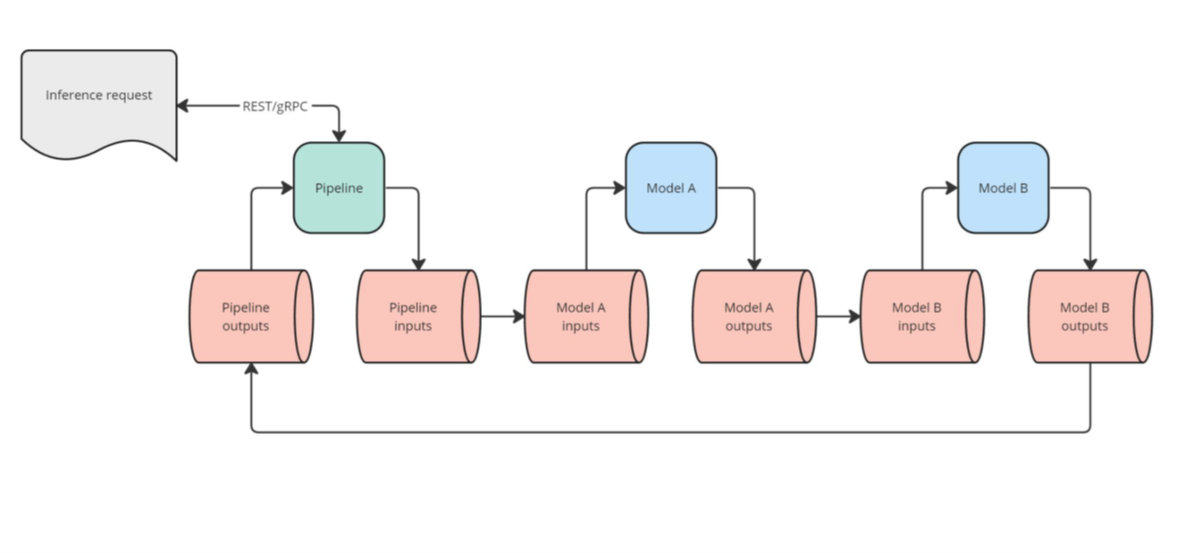 Inference request
REST/gRPC
Pipeline
Model A
Model B
Pipeline
outputs
Pipeline
inputs
Model A
inputs
Model A
outputs
Model B
inputs
Model B
outputs